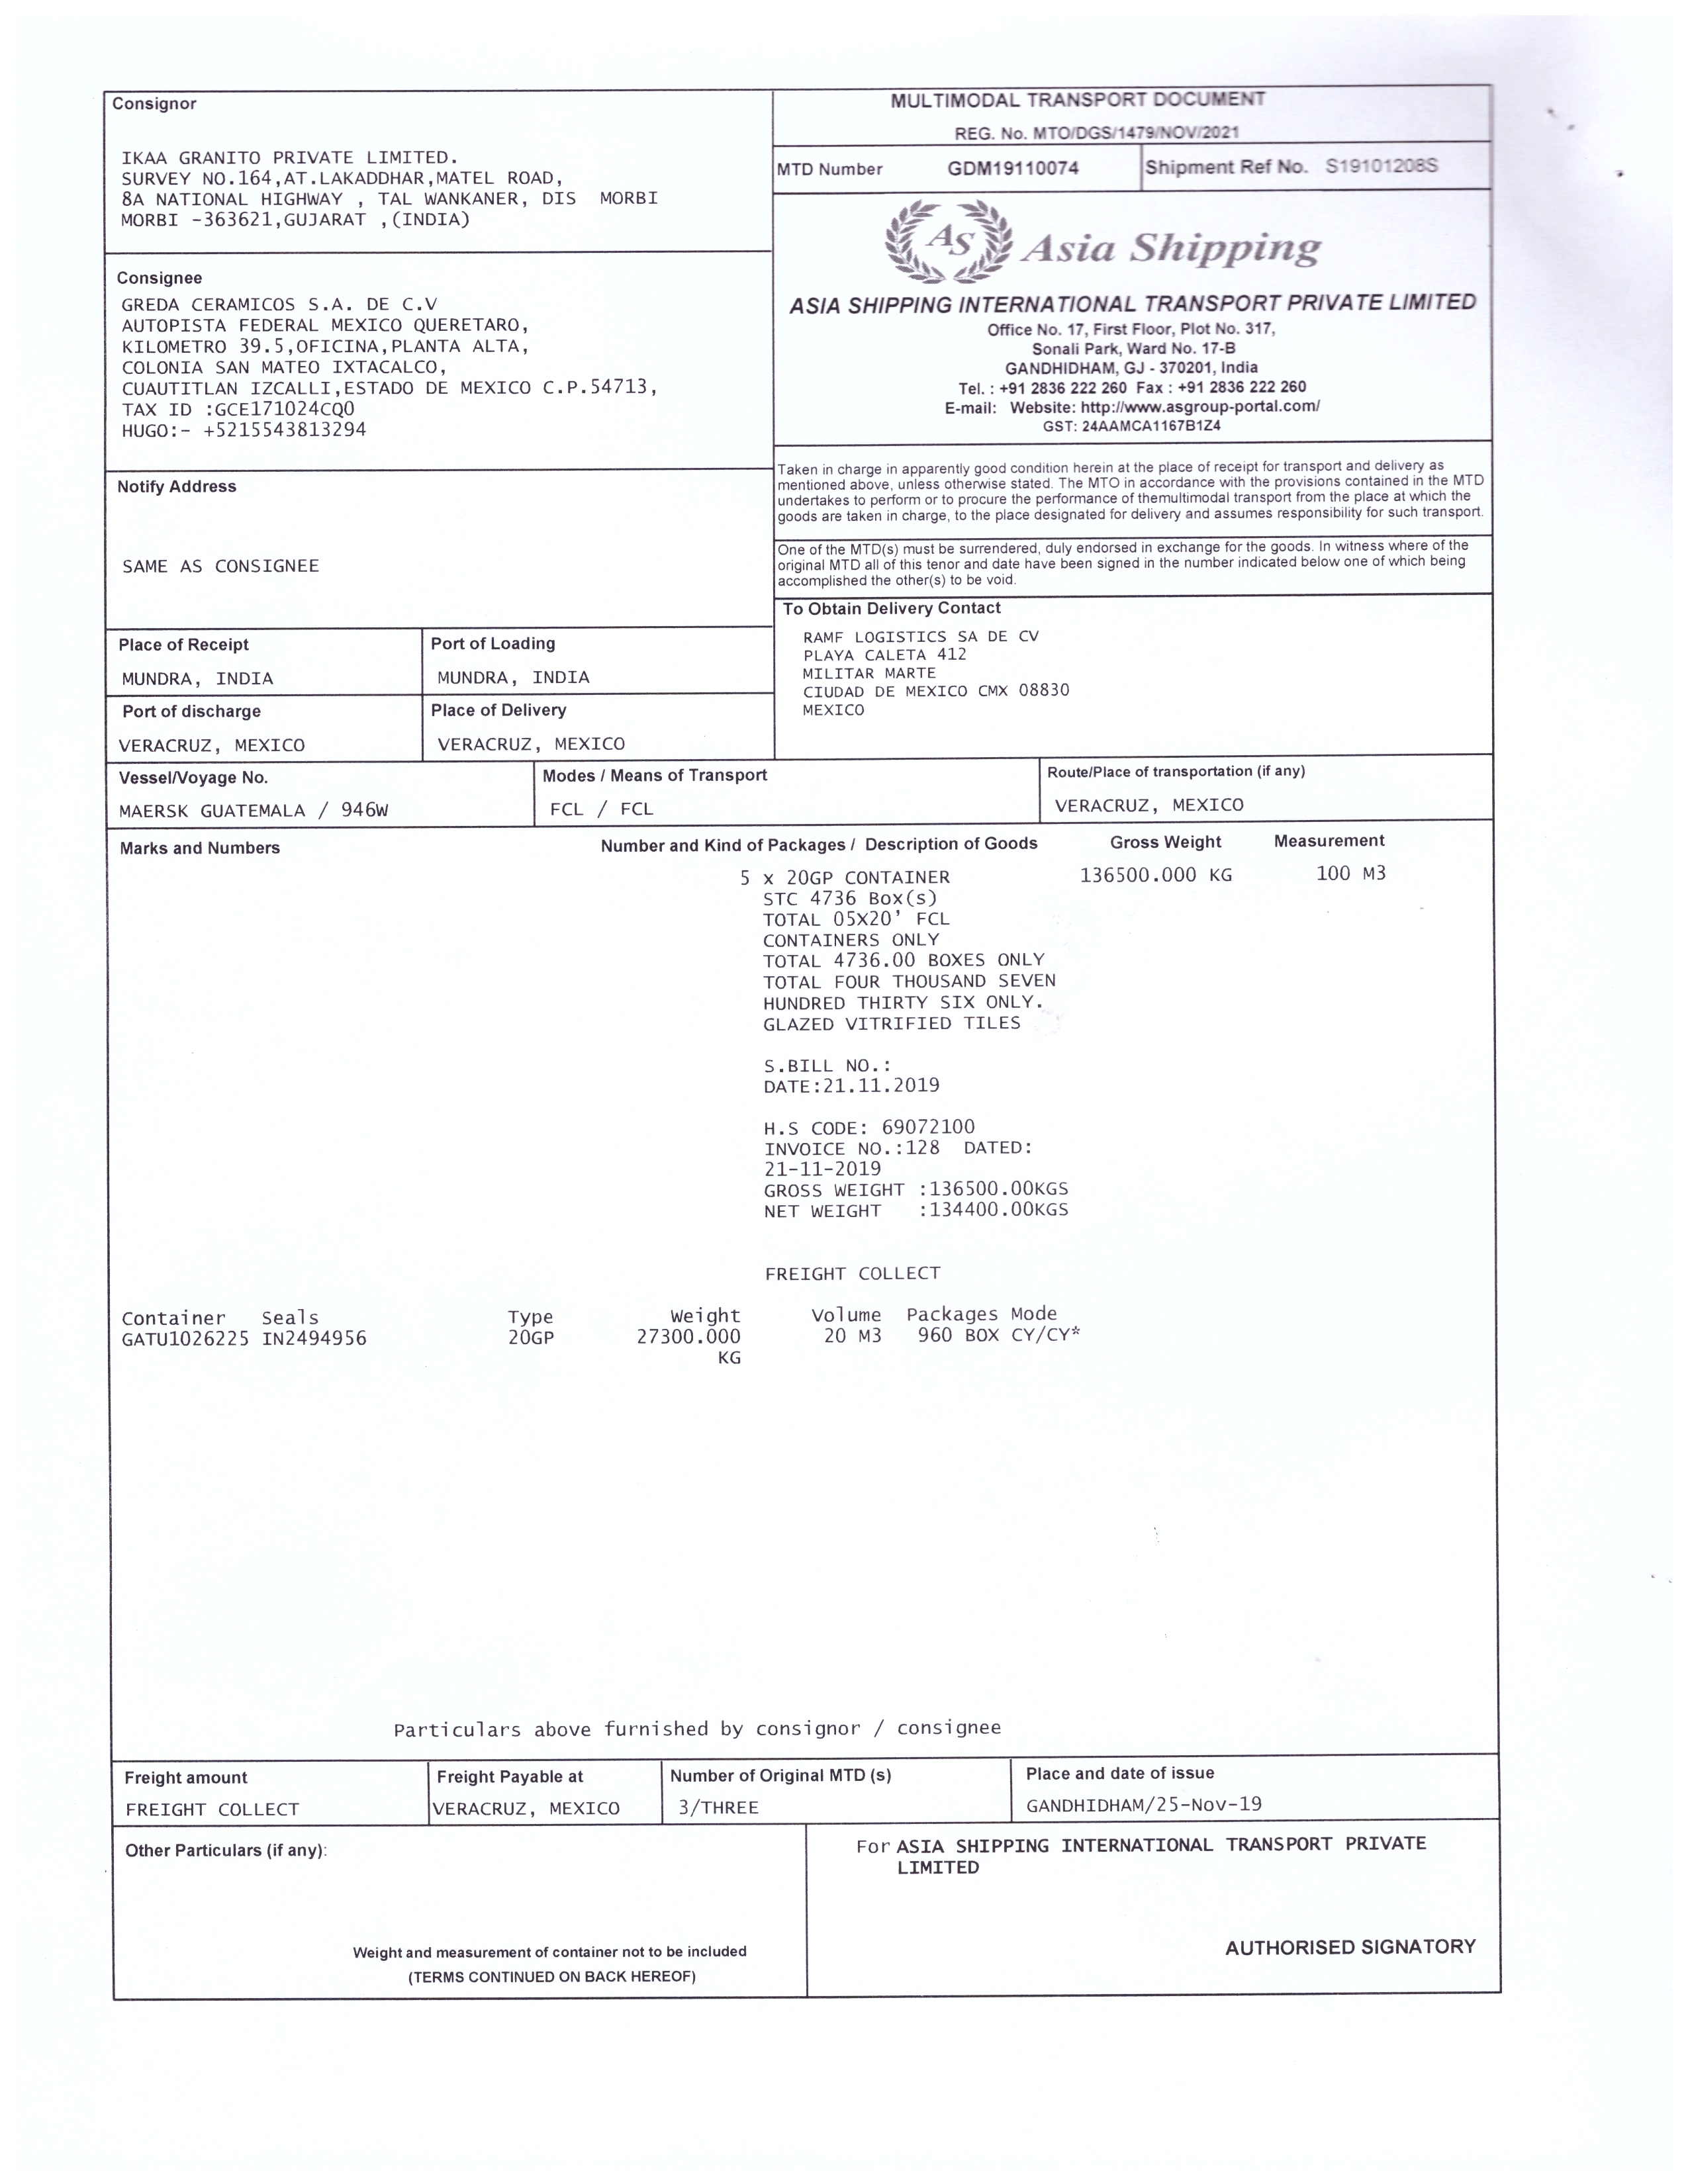 Consignor
IKAA GRANITO PRIVATE LIMITED.
SURVEY NO.164,AT.LAKADDHAR,MATEL ROAD,
8A NATIONAL HIGHWAY , TAL WANKANER, DIS MORBI
MORBI -363621,GUJARAT ,(INDIA)
MULTIMODAL TRANSPORT DOCUMENT
REG. No. MTO/DGS/1479/NOV/2021
MTD Number GDM19110074 Shipment Ref No. S19101208S
AS Asia Shipping
ASIA SHIPPING INTERNATIONAL TRANSPORT PRIVATE LIMITED
Office No. 17, First Floor, Plot No. 317,
Sonali Park, Ward No. 17-B
GANDHIDHAM, GJ - 370201, India
Tel. : +91 2836 222 260 Fax : +91 2836 222 260
E-mail: Website: http://www.asgroup-portal.com/
GST: 24AAMCA1167B1Z4
Consignee
GREDA CERAMICOS S.A. DE C.V
AUTOPISTA FEDERAL MEXICO QUERETARO,
KILOMETRO 39.5,OFICINA,PLANTA ALTA,
COLONIA SAN MATEO IXTACALCO,
CUAUTITLAN IZCALLI,ESTADO DE MEXICO C.P.54713,
TAX ID :GCE171024CQ0
HUGO:- +5215543813294
Taken in charge in apparently good condition herein at the place of receipt for transport and delivery as
mentioned above, unless otherwise stated. The MTO in accordance with the provisions contained in the MTD
undertakes to perform or to procure the performance of themultimodal transport from the place at which the
goods are taken in charge, to the place designated for delivery and assumes responsibility for such transport.
One of the MTD(s) must be surrendered, duly endorsed in exchange for the goods. In witness where of the
original MTD all of this tenor and date have been signed in the number indicated below one of which being
accomplished the other(s) to be void.
Notify Address
SAME AS CONSIGNEE
To Obtain Delivery Contact
RAMF LOGISTICS SA DE CV
PLAYA CALETA 412
MILITAR MARTE
CIUDAD DE MEXICO CMX 08830
MEXICO
Place of Receipt Port of Loading
MUNDRA, INDIA MUNDRA, INDIA
Port of discharge Place of Delivery
VERACRUZ, MEXICO VERACRUZ, MEXICO
Vessel/Voyage No. Modes / Means of Transport Route/Place of transportation (if any)
MAERSK GUATEMALA / 946W FCL / FCL VERACRUZ, MEXICO
Marks and Numbers Number and Kind of Packages / Description of Goods Gross Weight Measurement
5 x 20GP CONTAINER 136500.000 KG 100 M3
STC 4736 Box(s)
TOTAL 05X20' FCL
CONTAINERS ONLY
TOTAL 4736.00 BOXES ONLY
TOTAL FOUR THOUSAND SEVEN
HUNDRED THIRTY SIX ONLY.
GLAZED VITRIFIED TILES
S.BILL NO.:
DATE:21.11.2019
H.S CODE: 69072100
INVOICE NO.:128 DATED:
21-11-2019
GROSS WEIGHT :136500.00KGS
NET WEIGHT :134400.00KGS
FREIGHT COLLECT
Container Seals Type Weight Volume Packages Mode
GATU1026225 IN2494956 20GP 27300.000 20 M3 960 BOX CY/CY*
KG
Particulars above furnished by consignor / consignee
Freight amount Freight Payable at Number of Original MTD (s) Place and date of issue
FREIGHT COLLECT VERACRUZ, MEXICO 3/THREE GANDHIDHAM/25-Nov-19
Other Particulars (if any):
For ASIA SHIPPING INTERNATIONAL TRANSPORT PRIVATE
LIMITED
Weight and measurement of container not to be included
(TERMS CONTINUED ON BACK HEREOF)
AUTHORISED SIGNATORY